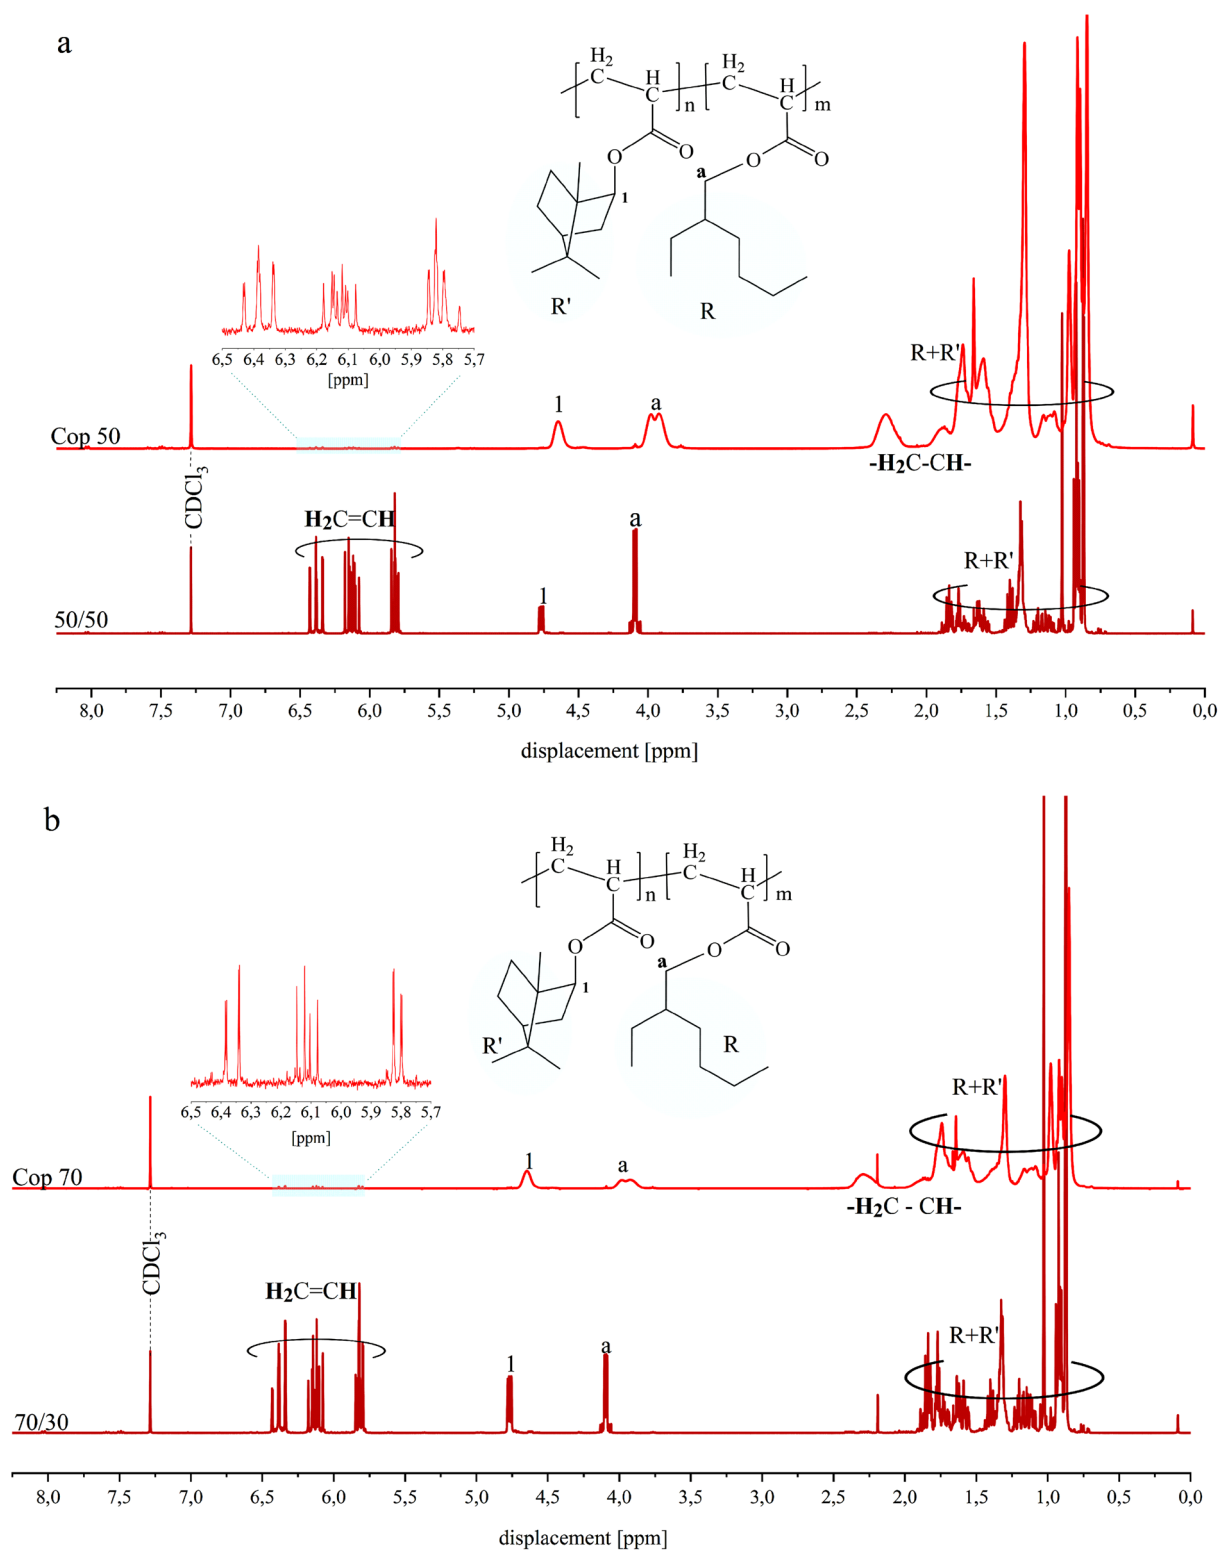 a
H₂
C
H
C
n
H₂
C
H
C
m
O
O
O
O
1
a
R'
R
6,5 6,4 6,3 6,2 6,1 6,0 5,9 5,8 5,7
[ppm]
R+R'
1 a
Cop 50
-H₂C-CH-
CDCl₃
H₂C=CH
a
R+R'
1
50/50
8,0 7,5 7,0 6,5 6,0 5,5 5,0 4,5 4,0 3,5 3,0 2,5 2,0 1,5 1,0 0,5 0,0
displacement [ppm]
b
H₂
C
H
C
n
H₂
C
H
C
m
O
O
O
O
1
a
R'
R
6,5 6,4 6,3 6,2 6,1 6,0 5,9 5,8 5,7
[ppm]
R+R'
1 a
Cop 70
-H₂C - CH-
CDCl₃
H₂C=CH
R+R'
1 a
70/30
8,0 7,5 7,0 6,5 6,0 5,5 5,0 4,5 4,0 3,5 3,0 2,5 2,0 1,5 1,0 0,5 0,0
displacement [ppm]